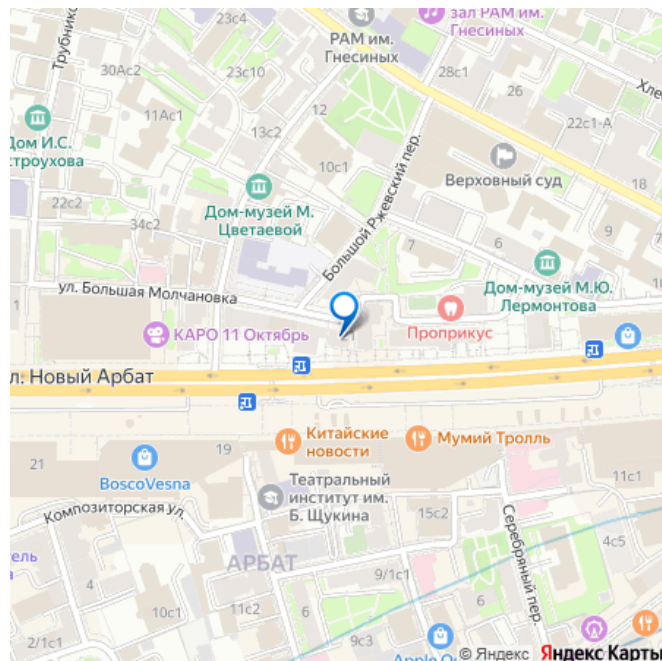 зал РАМ им.
Гнесиных
РАМ им.
Гнесиных
Трубников
23с4
30Ас2
23с10
28с1
26
Хле
11Ас1
12
13с2
22с1-А
Дом И.С.
строухова
10с1
Верховный суд
18
22с2
34с2
Дом-музей М.
Цветаевой
Большой Ржевский пер.
7
6
9
7
ул. Большая Молчановка
Дом-музей М.Ю.
Лермонтова
КАРО 11 Октябрь
Проприкус
л. Новый Арбат
Китайские
новости
Мумий Тролль
19
21
BoscoVesna
Театральный
институт им.
Б. Щукина
11с1
15с2
Композиторская ул.
Серебряный пер.
АРБАТ
4с5
тель
4
9/1с1
10с1
11с2
6
6
2/1с1
9с3
© Яндекс Яндекс Карты